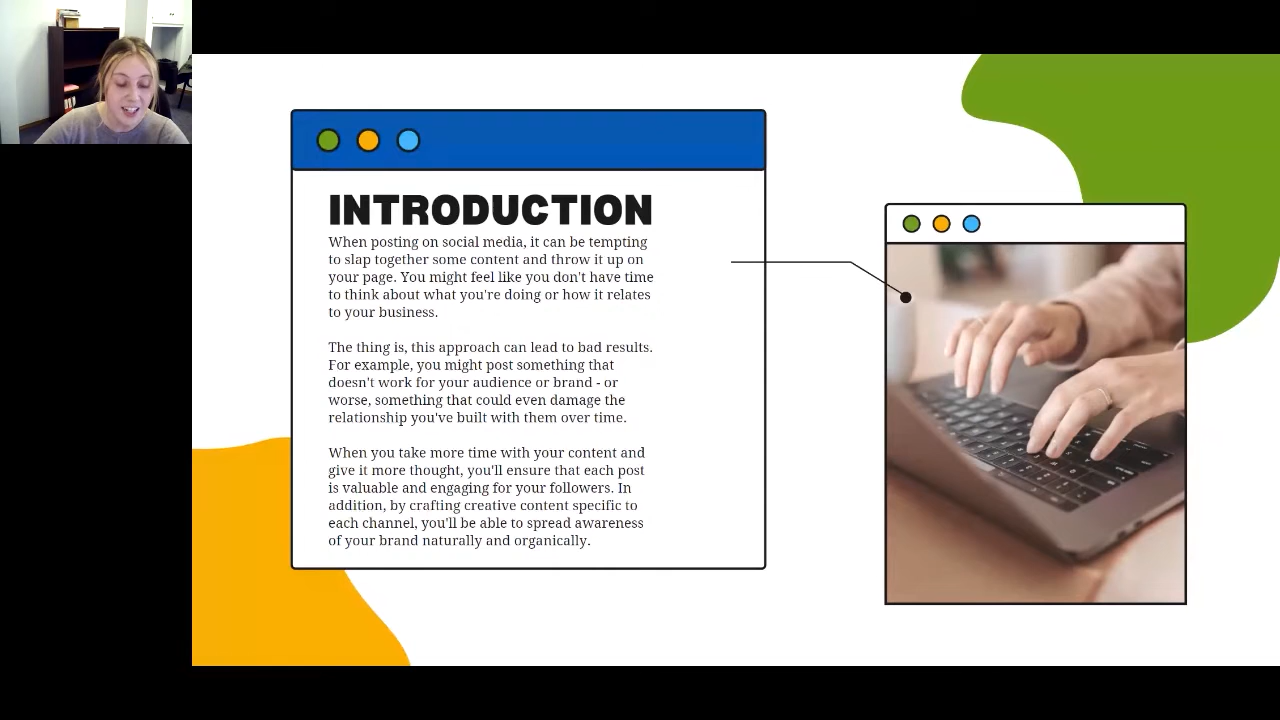 INTRODUCTION
When posting on social media, it can be tempting
to slap together some content and throw it up on
your page. You might feel like you don't have time
to think about what you're doing or how it relates
to your business.
The thing is, this approach can lead to bad results.
For example, you might post something that
doesn't work for your audience or brand - or
worse, something that could even damage the
relationship you've built with them over time.
When you take more time with your content and
give it more thought, you'll ensure that each post
is valuable and engaging for your followers. In
addition, by crafting creative content specific to
each channel, you'll be able to spread awareness
of your brand naturally and organically.